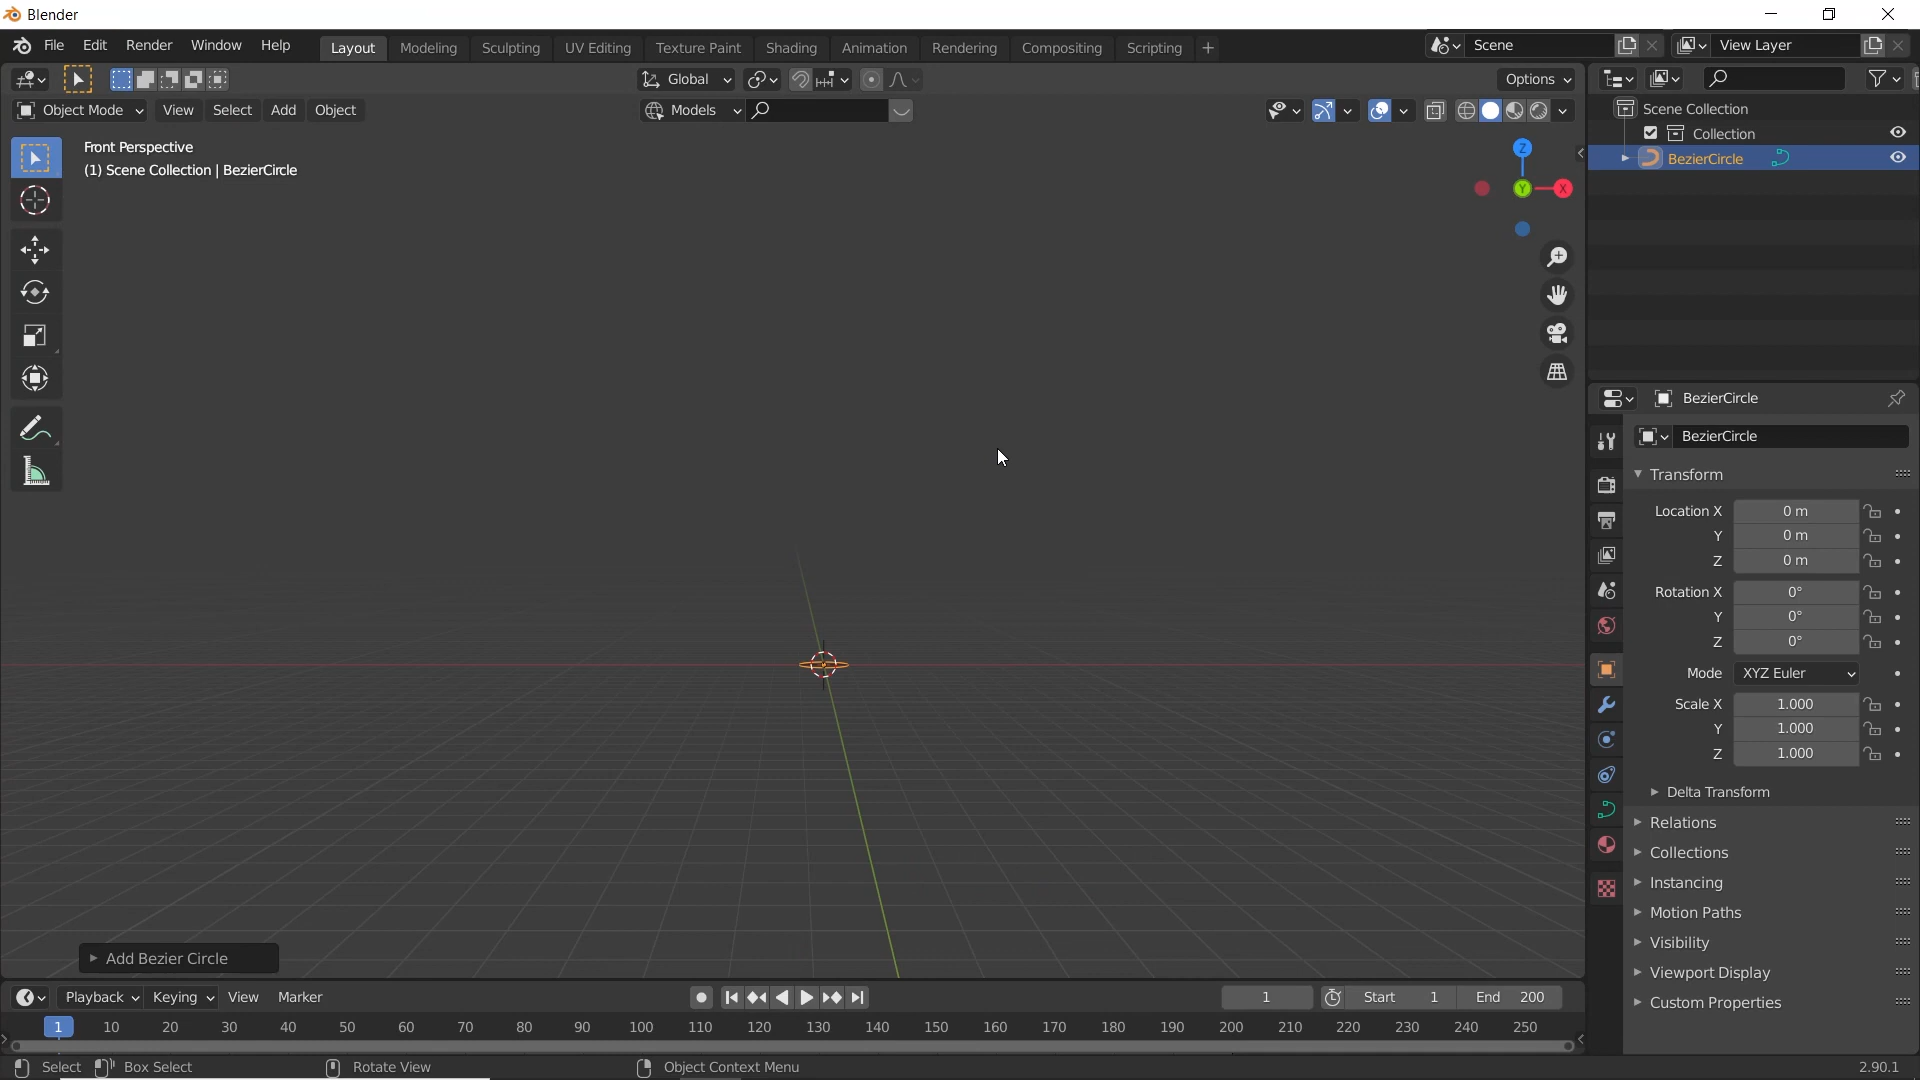 Blender
File Edit Render Window Help Layout Modeling Sculpting UV Editing Texture Paint Shading Animation Rendering Compositing Scripting + Scene View Layer
Global Options
Object Mode View Select Add Object Models
Front Perspective
(1) Scene Collection | BezierCircle
Z
Y X
Scene Collection
Collection
BezierCircle
BezierCircle
BezierCircle
Transform
Location X 0 m
Y 0 m
Z 0 m
Rotation X 0°
Y 0°
Z 0°
Mode XYZ Euler
Scale X 1.000
Y 1.000
Z 1.000
Delta Transform
Relations
Collections
Instancing
Motion Paths
Visibility
Viewport Display
Custom Properties
Add Bezier Circle
Playback Keying View Marker 1 Start 1 End 200
1 10 20 30 40 50 60 70 80 90 100 110 120 130 140 150 160 170 180 190 200 210 220 230 240 250
Select Box Select Rotate View Object Context Menu 2.90.1